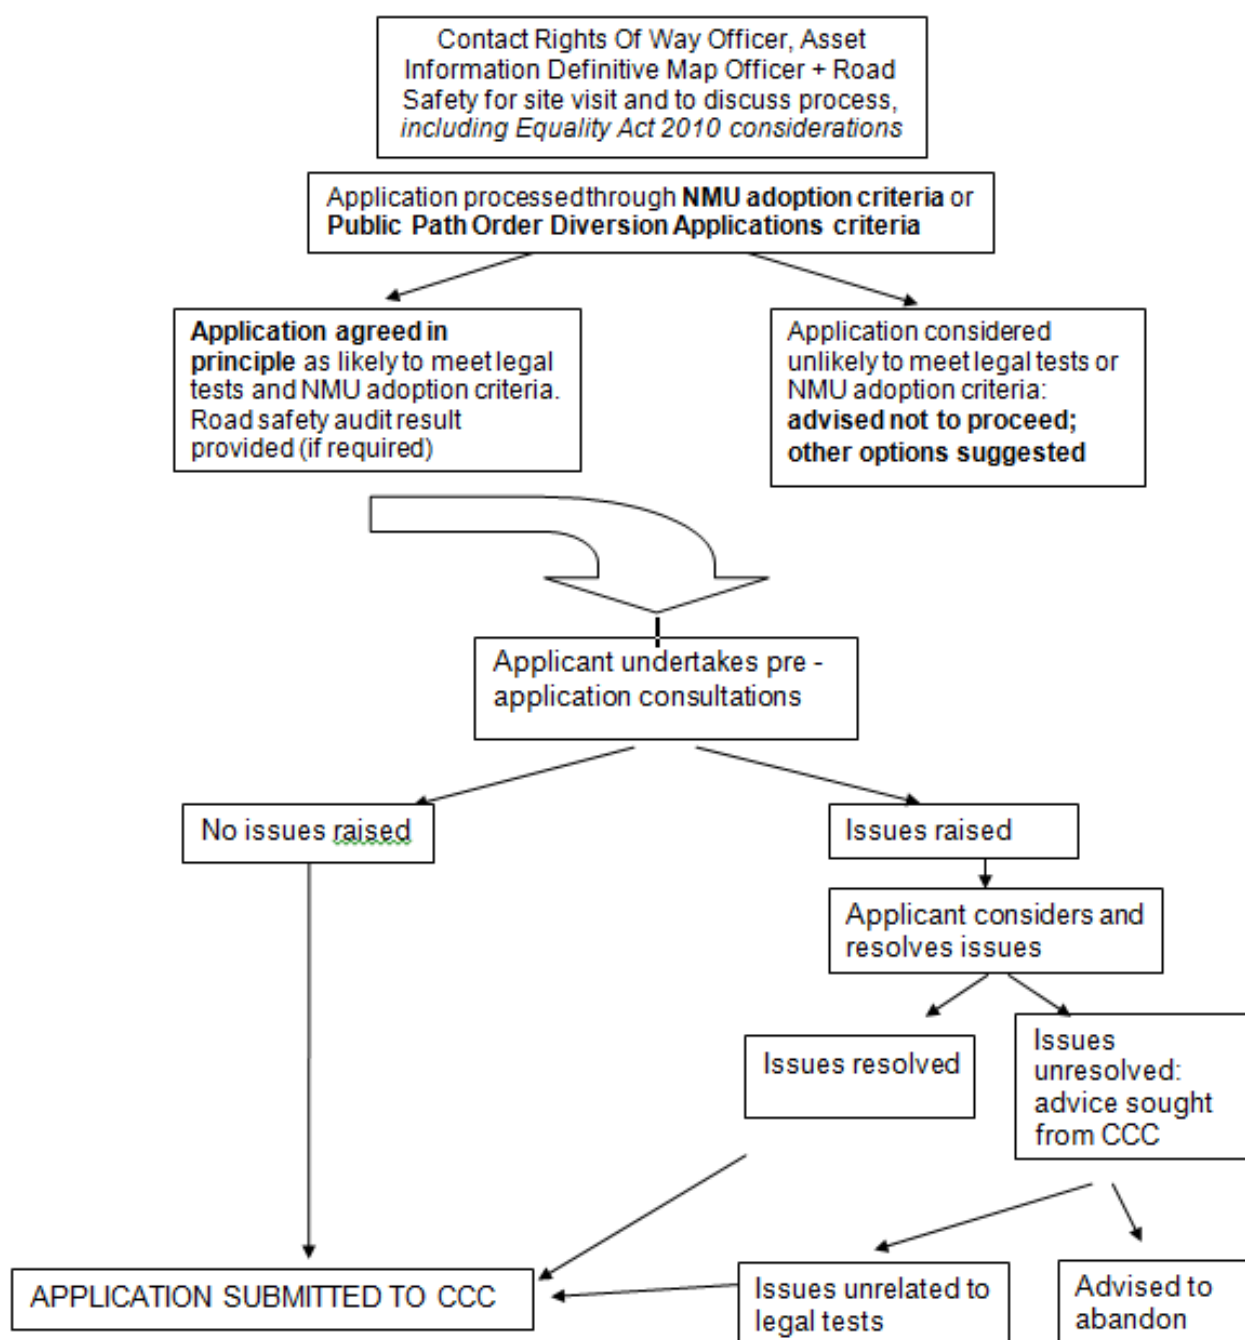 Contact Rights Of Way Officer, Asset
Information Definitive Map Officer + Road
Safety for site visit and to discuss process,
including Equality Act 2010 considerations
Application processed through NMU adoption criteria or
Public Path Order Diversion Applications criteria
Application agreed in
principle as likely to meet legal
tests and NMU adoption criteria.
Road safety audit result
provided (if required)
Application considered
unlikely to meet legal tests or
NMU adoption criteria:
advised not to proceed;
other options suggested
Applicant undertakes pre -
application consultations
No issues raised
Issues raised
Applicant considers and
resolves issues
Issues resolved
Issues
unresolved:
advice sought
from CCC
APPLICATION SUBMITTED TO CCC
Issues unrelated to
legal tests
Advised to
abandon